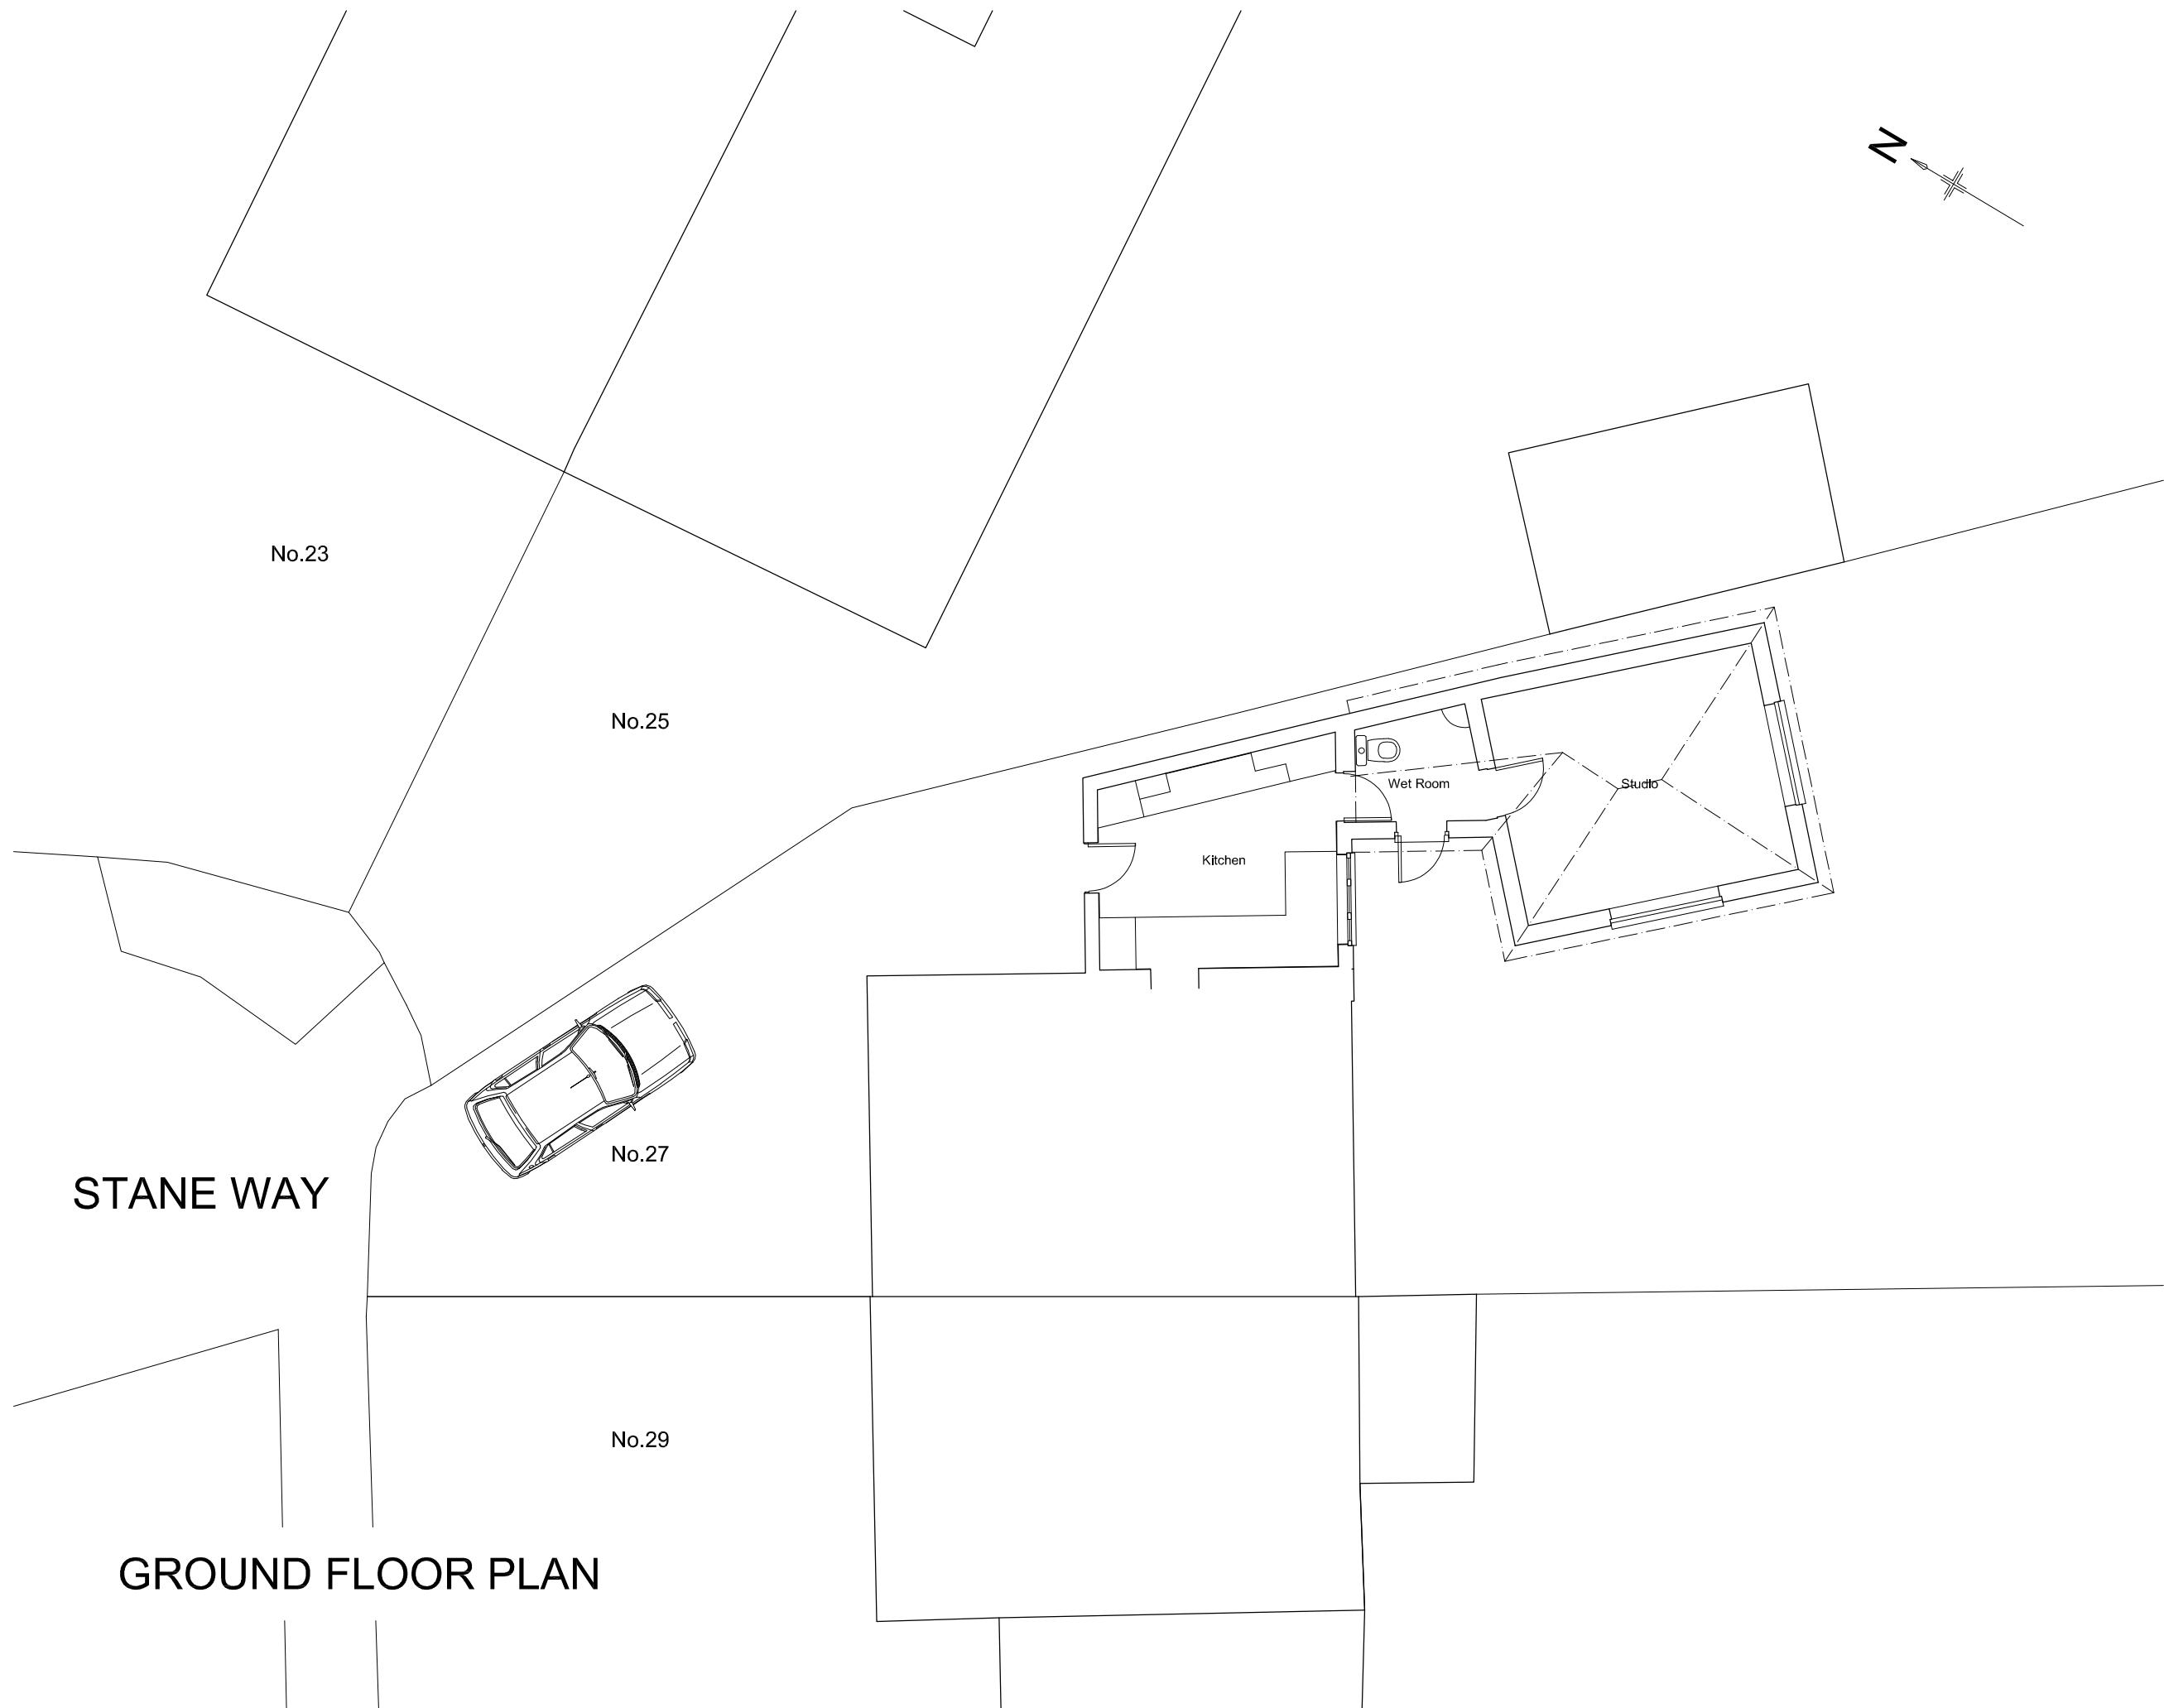 N
No.23
No.25
Wet Room
Studio
Kitchen
No.27
STANE WAY
No.29
GROUND FLOOR PLAN